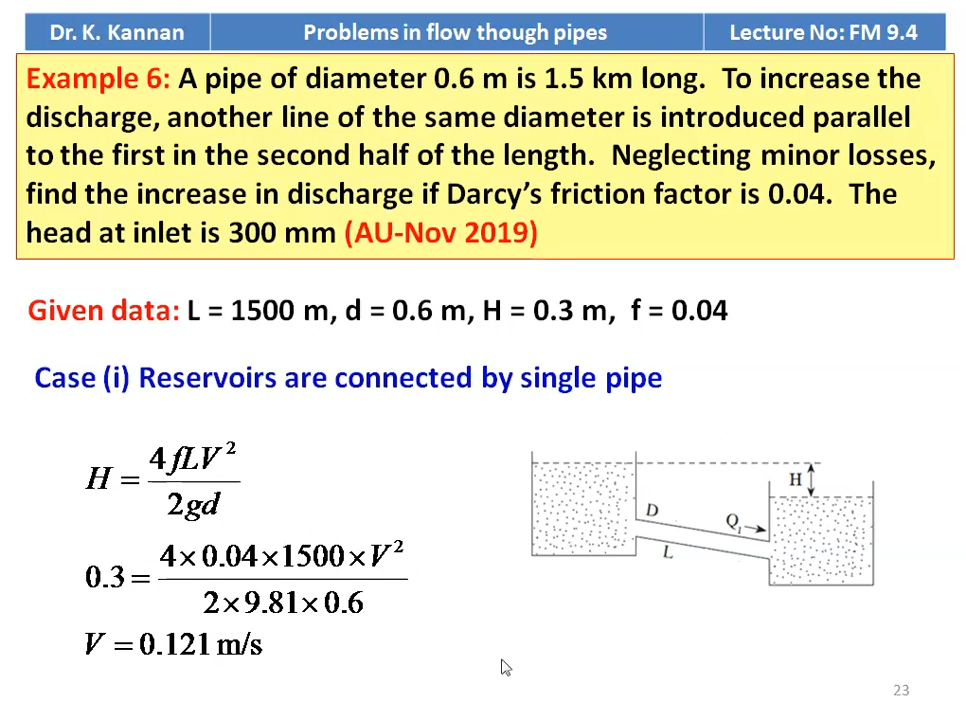 Dr. K. Kannan Problems in flow though pipes Lecture No: FM 9.4
Example 6: A pipe of diameter 0.6 m is 1.5 km long. To increase the
discharge, another line of the same diameter is introduced parallel
to the first in the second half of the length. Neglecting minor losses,
find the increase in discharge if Darcy's friction factor is 0.04. The
head at inlet is 300 mm (AU-Nov 2019)
Given data: L = 1500 m, d = 0.6 m, H = 0.3 m, f = 0.04
Case (i) Reservoirs are connected by single pipe
H = 4fLV² / 2gd
0.3 = 4×0.04×1500×V² / 2×9.81×0.6
V = 0.121 m/s
H
D
Q₁
L
23